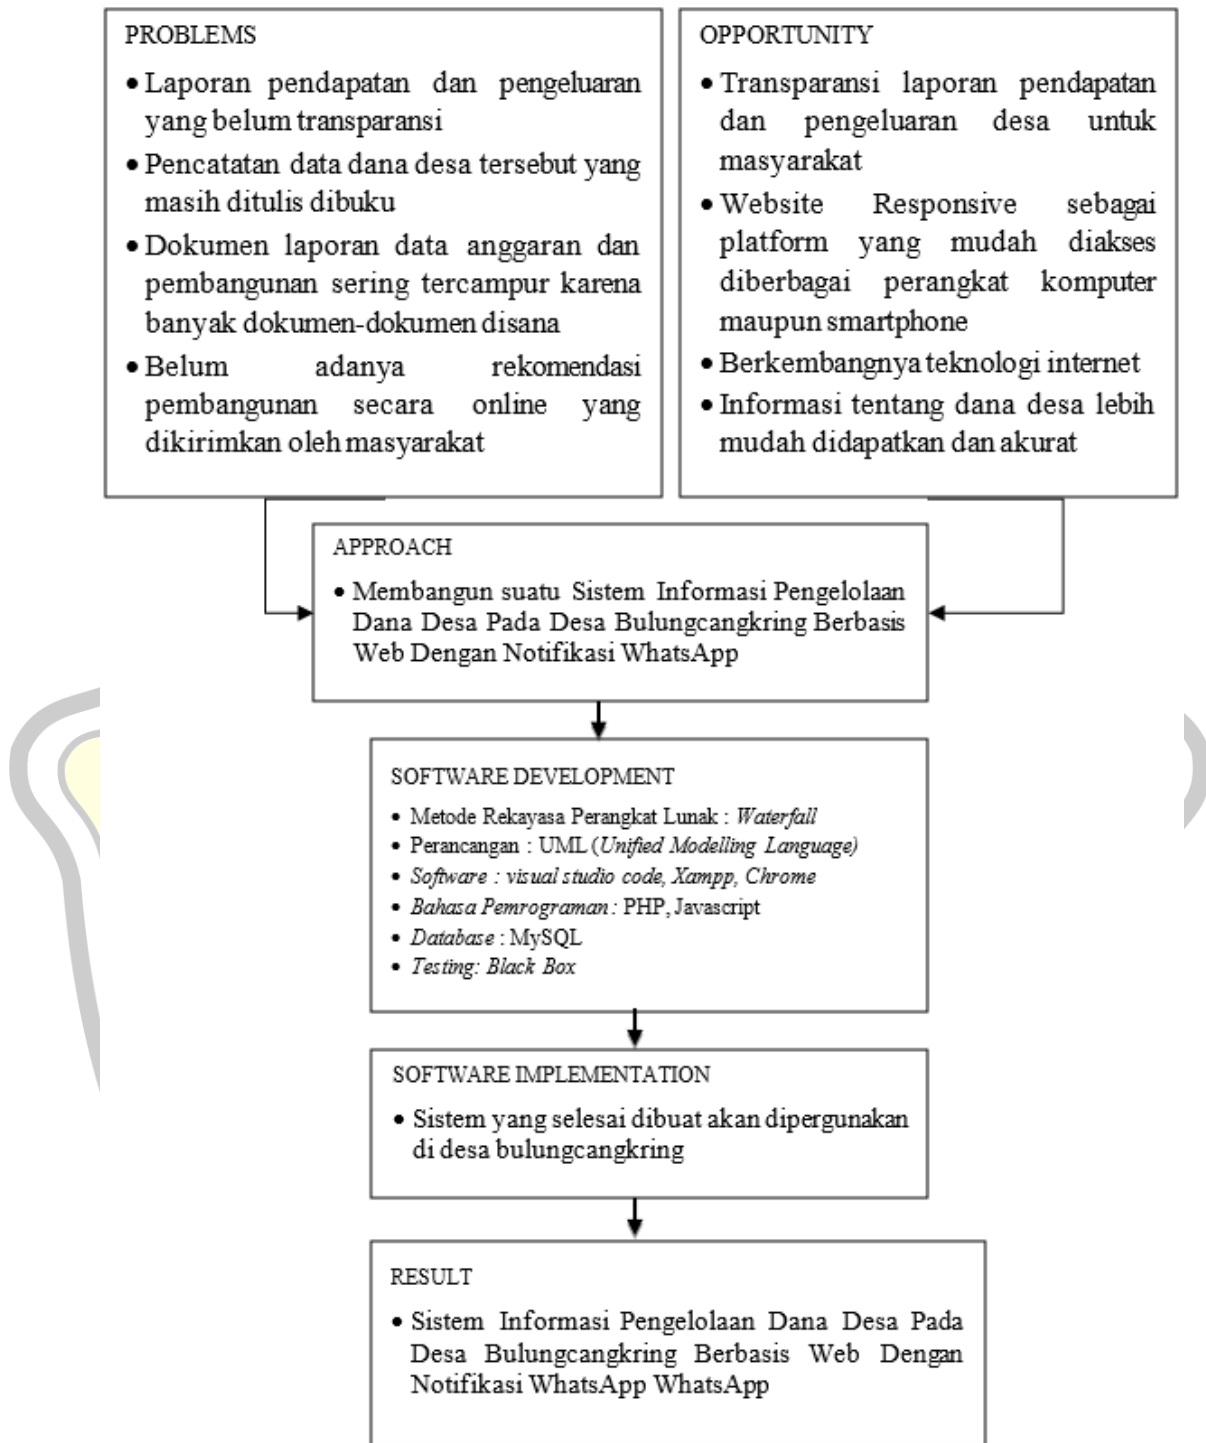 PROBLEMS
• Laporan pendapatan dan pengeluaran
yang belum transparansi
• Pencatatan data dana desa tersebut yang
masih ditulis dibuku
• Dokumen laporan data anggaran dan
pembangunan sering tercampur karena
banyak dokumen-dokumen disana
• Belum adanya rekomendasi
pembangunan secara online yang
dikirimkan oleh masyarakat
OPPORTUNITY
• Transparansi laporan pendapatan
dan pengeluaran desa untuk
masyarakat
• Website Responsive sebagai
platform yang mudah diakses
diberbagai perangkat komputer
maupun smartphone
• Berkembangnya teknologi internet
• Informasi tentang dana desa lebih
mudah didapatkan dan akurat
APPROACH
• Membangun suatu Sistem Informasi Pengelolaan
Dana Desa Pada Desa Bulungcangkring Berbasis
Web Dengan Notifikasi WhatsApp
SOFTWARE DEVELOPMENT
• Metode Rekayasa Perangkat Lunak : Waterfall
• Perancangan : UML (Unified Modelling Language)
• Software : visual studio code, Xampp, Chrome
• Bahasa Pemrograman : PHP, Javascript
• Database : MySQL
• Testing: Black Box
SOFTWARE IMPLEMENTATION
• Sistem yang selesai dibuat akan dipergunakan
di desa bulungcangkring
RESULT
• Sistem Informasi Pengelolaan Dana Desa Pada
Desa Bulungcangkring Berbasis Web Dengan
Notifikasi WhatsApp WhatsApp